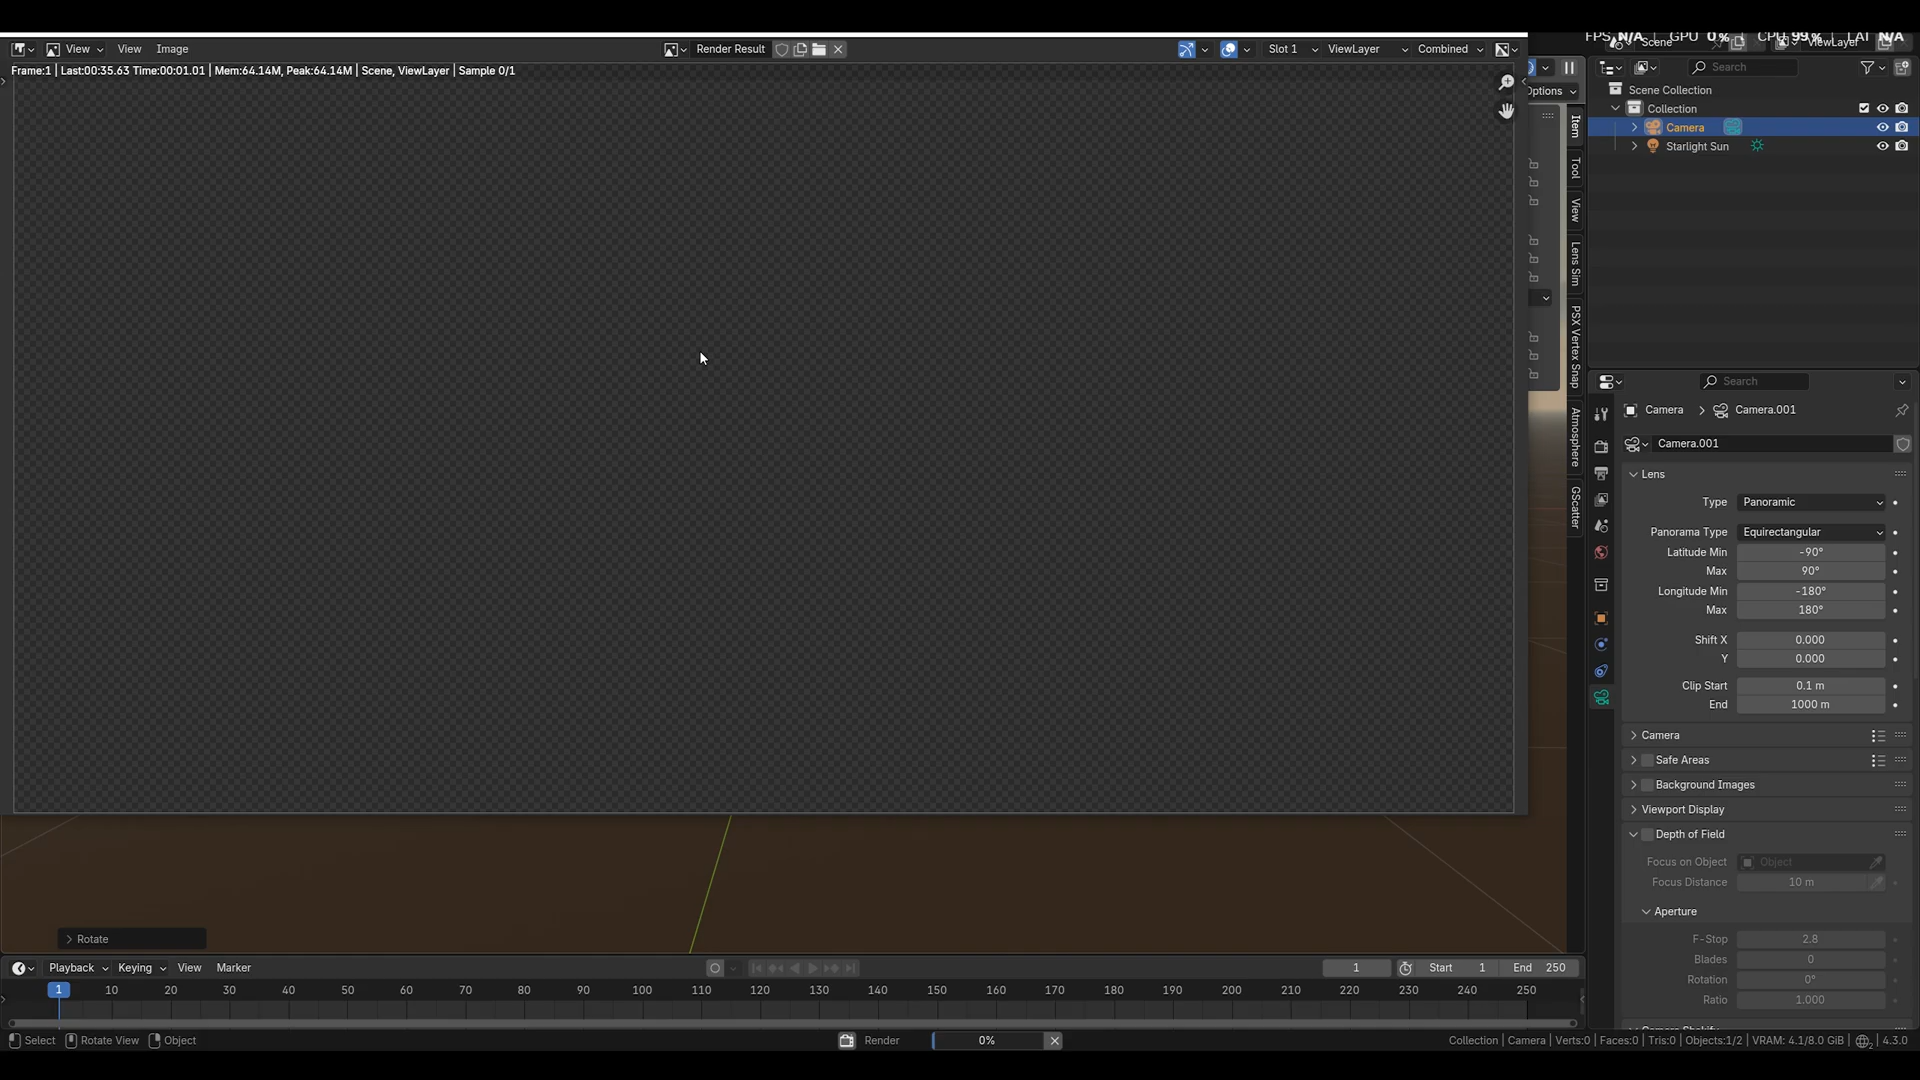 FPS N/A GPU 0% CPU 99% LAT N/A
View View Image Render Result Slot 1 ViewLayer Combined
Scene ViewLayer
Frame:1 | Last:00:35.63 Time:00:01.01 | Mem:64.14M, Peak:64.14M | Scene, ViewLayer | Sample 0/1
Options
Item
Tool
View
Lens Sim
PSX Vertex Snap
Atmosphere
GScatter
Search
Scene Collection
Collection
Camera
Starlight Sun
Search
Camera > Camera.001
Camera.001
Lens
Type Panoramic
Panorama Type Equirectangular
Latitude Min -90°
Max 90°
Longitude Min -180°
Max 180°
Shift X 0.000
Y 0.000
Clip Start 0.1 m
End 1000 m
Camera
Safe Areas
Background Images
Viewport Display
Depth of Field
Focus on Object Object
Focus Distance 10 m
Aperture
F-Stop 2.8
Blades 0
Rotation 0°
Ratio 1.000
Rotate
Playback Keying View Marker 1 Start 1 End 250
1 10 20 30 40 50 60 70 80 90 100 110 120 130 140 150 160 170 180 190 200 210 220 230 240 250
Select Rotate View Object Render 0% Collection | Camera | Verts:0 | Faces:0 | Tris:0 | Objects:1/2 | VRAM: 4.1/8.0 GiB | 2 | 4.3.0